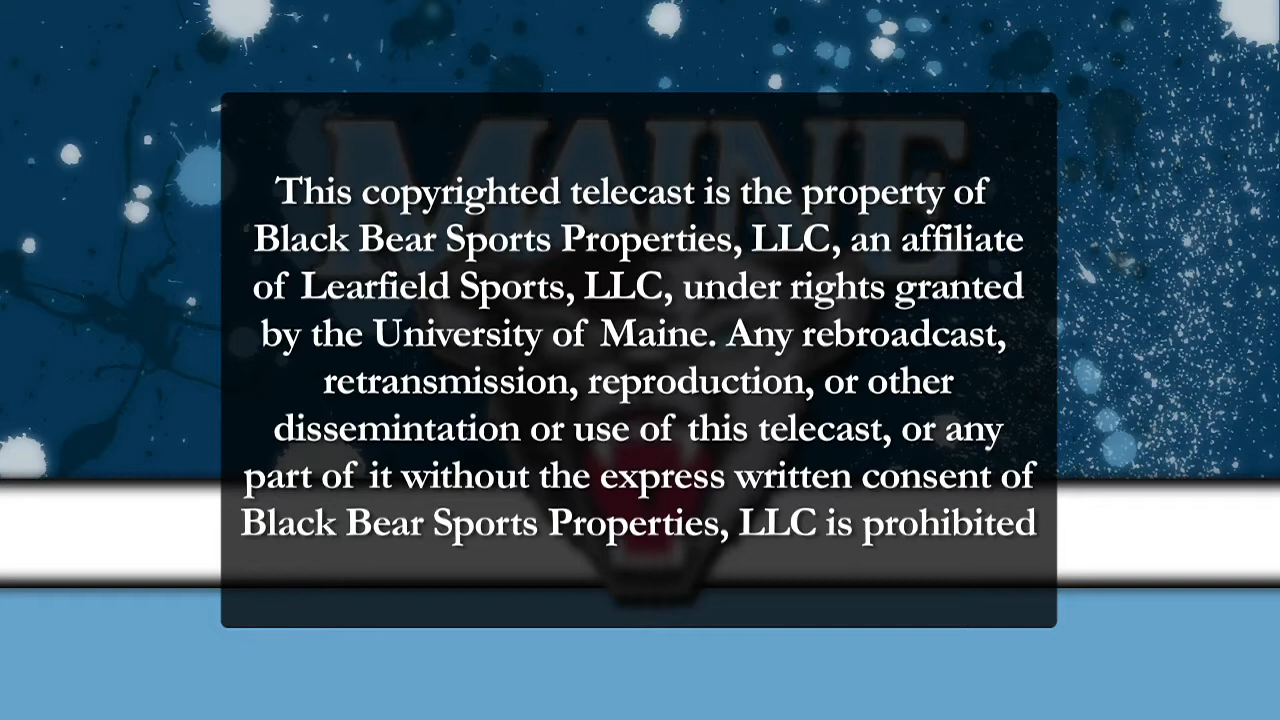 MAINE
This copyrighted telecast is the property of
Black Bear Sports Properties, LLC, an affiliate
of Learfield Sports, LLC, under rights granted
by the University of Maine. Any rebroadcast,
retransmission, reproduction, or other
dissemintation or use of this telecast, or any
part of it without the express written consent of
Black Bear Sports Properties, LLC is prohibited